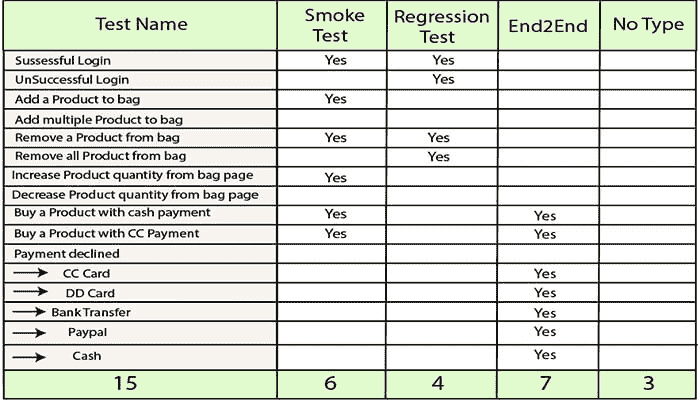 Test Name Smoke Test Regression Test End2End No Type
Sussessful Login Yes Yes
UnSuccessful Login Yes
Add a Product to bag Yes
Add multiple Product to bag
Remove a Product from bag Yes Yes
Remove all Product from bag Yes
Increase Product quantity from bag page Yes
Decrease Product quantity from bag page
Buy a Product with cash payment Yes Yes
Buy a Product with CC Payment Yes Yes
Payment declined
CC Card Yes
DD Card Yes
Bank Transfer Yes
Paypal Yes
Cash Yes
15 6 4 7 3